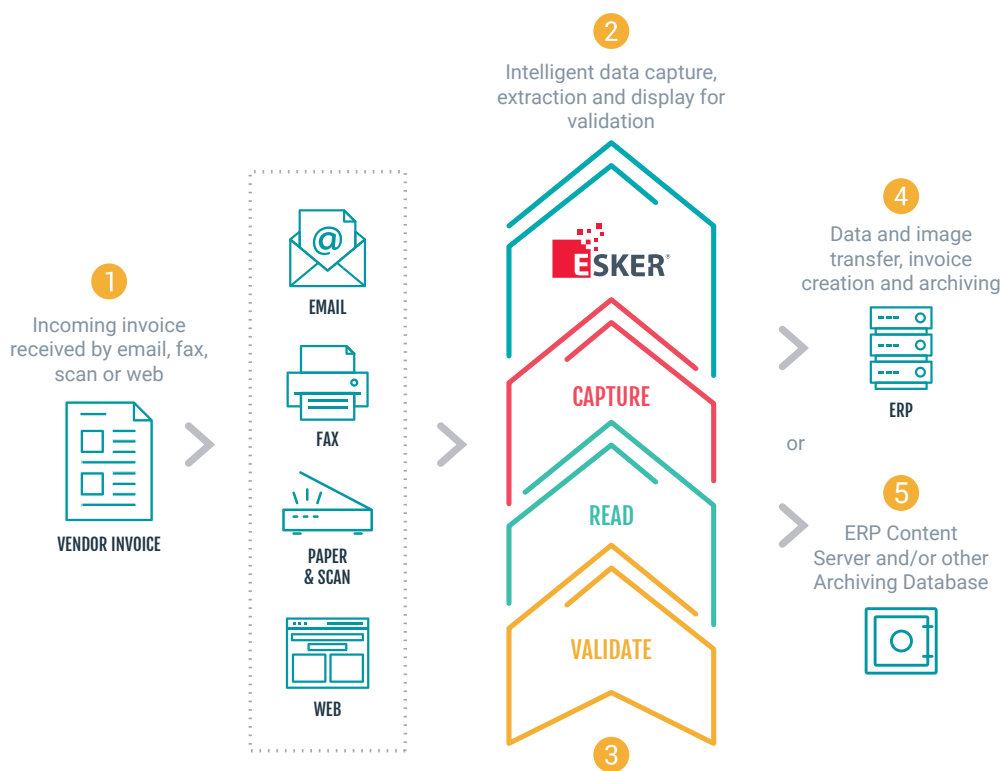 1
Incoming invoice
received by email, fax,
scan or web
VENDOR INVOICE
@
EMAIL
FAX
PAPER
& SCAN
WEB
2
Intelligent data capture,
extraction and display for
validation
ESKER®
CAPTURE
READ
VALIDATE
3
4
Data and image
transfer, invoice
creation and archiving
ERP
or
5
ERP Content
Server and/or other
Archiving Database